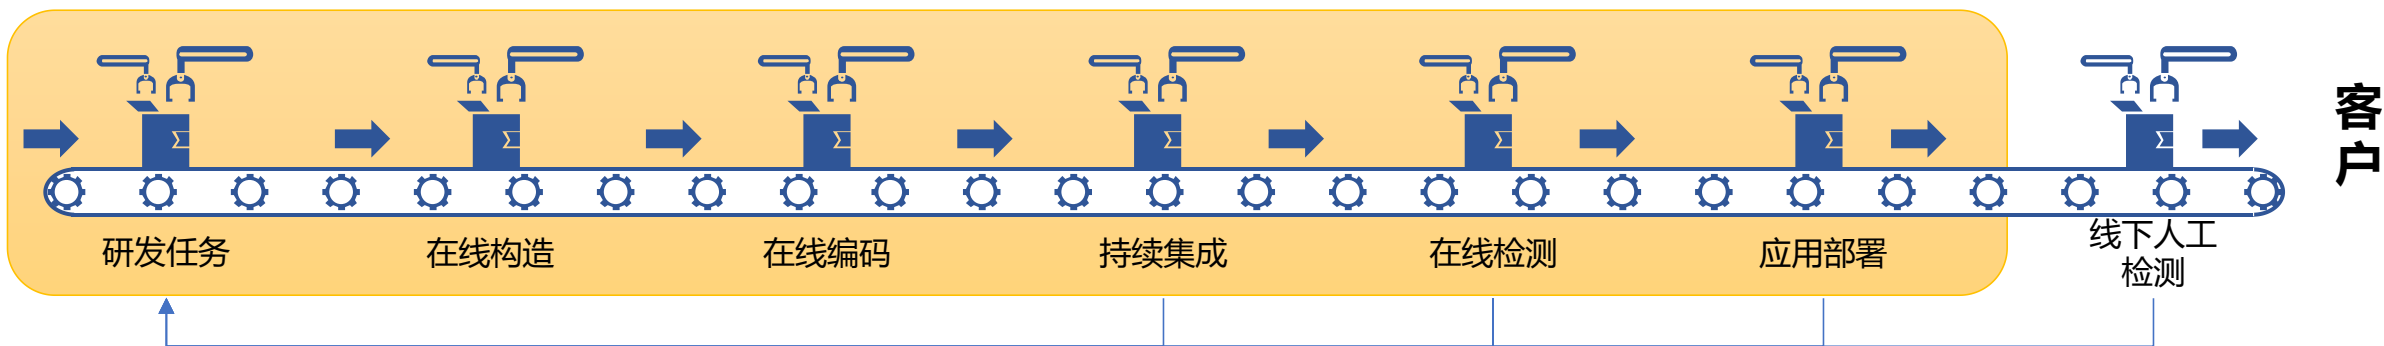 客
户
研发任务
在线构造
在线编码
持续集成
在线检测
应用部署
线下人工
检测